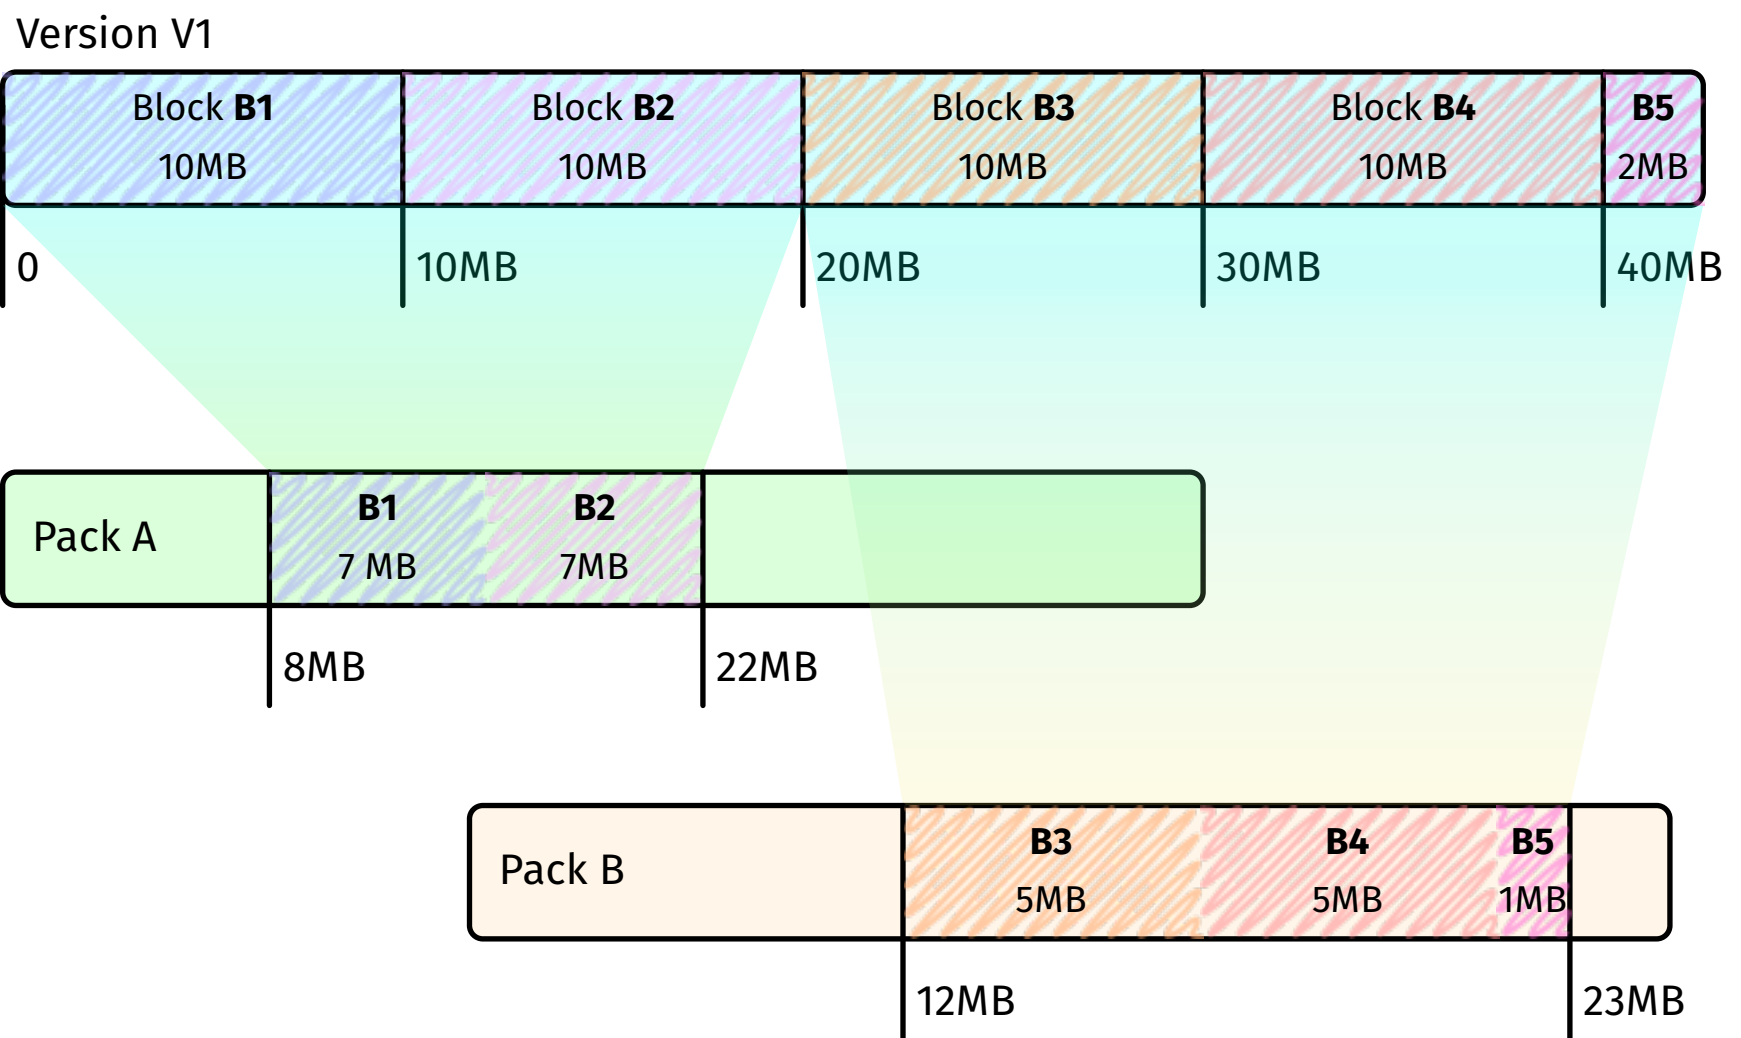 Version V1
Block B1
10MB
Block B2
10MB
Block B3
10MB
Block B4
10MB
B5
2MB
0
10MB
20MB
30MB
40MB
Pack A
B1
7 MB
B2
7MB
8MB
22MB
Pack B
B3
5MB
B4
5MB
B5
1MB
12MB
23MB